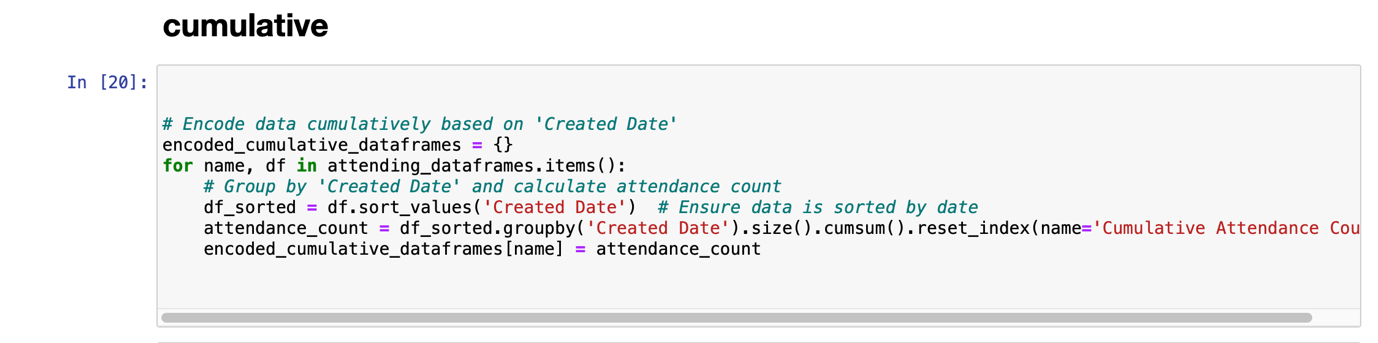 cumulative
In [20]:
# Encode data cumulatively based on 'Created Date'
encoded_cumulative_dataframes = {}
for name, df in attending_dataframes.items():
    # Group by 'Created Date' and calculate attendance count
    df_sorted = df.sort_values('Created Date')  # Ensure data is sorted by date
    attendance_count = df_sorted.groupby('Created Date').size().cumsum().reset_index(name='Cumulative Attendance Cou
    encoded_cumulative_dataframes[name] = attendance_count